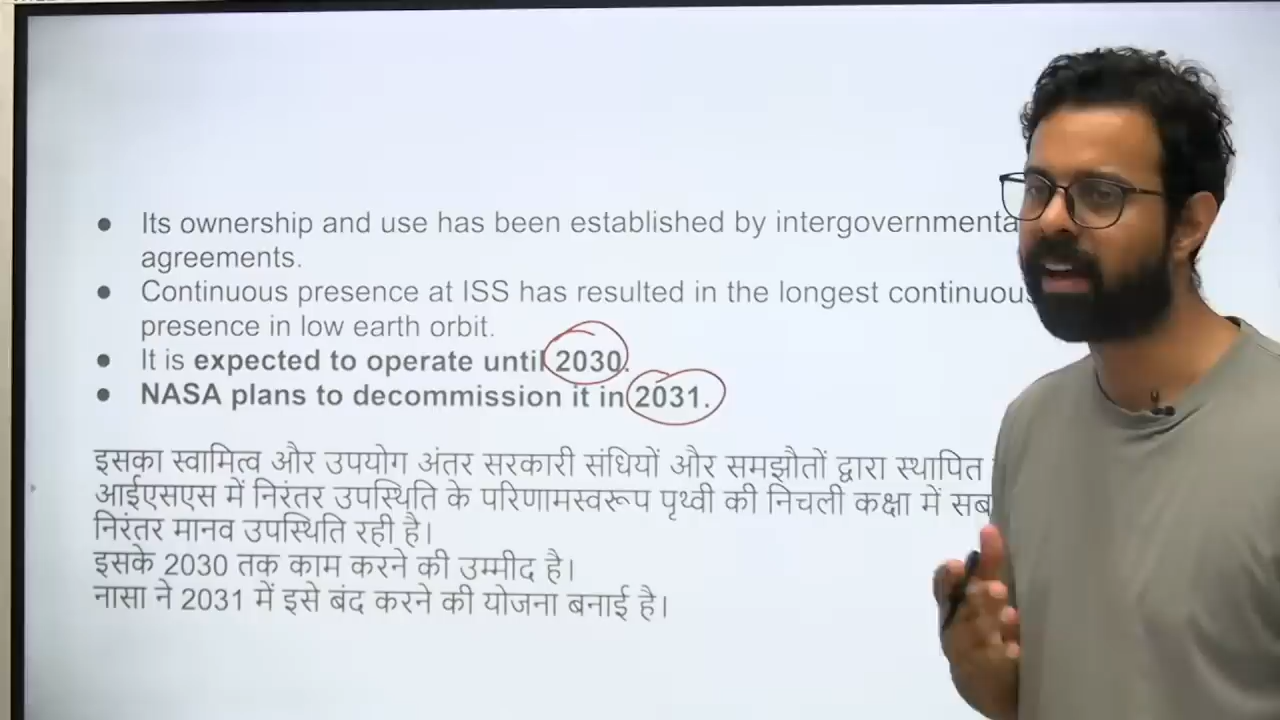 ● Its ownership and use has been established by intergovernmenta
agreements.
● Continuous presence at ISS has resulted in the longest continuous
presence in low earth orbit.
● It is expected to operate until 2030.
● NASA plans to decommission it in 2031.
इसका स्वामित्व और उपयोग अंतर सरकारी संधियों और समझौतों द्वारा स्थापित
आईएसएस में निरंतर उपस्थिति के परिणामस्वरूप पृथ्वी की निचली कक्षा में सब
निरंतर मानव उपस्थिति रही है।
इसके 2030 तक काम करने की उम्मीद है।
नासा ने 2031 में इसे बंद करने की योजना बनाई है।